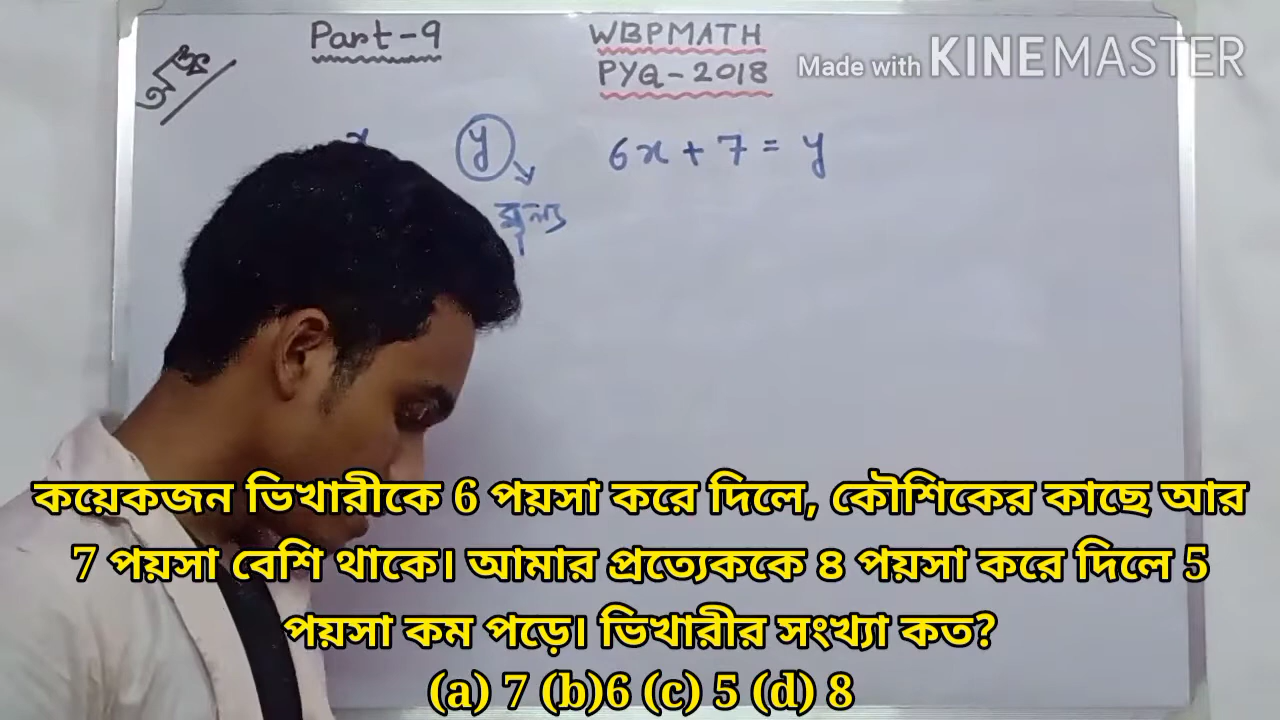 অঙ্ক
Part-9
WBPMATH
PYQ-2018
Made with KINEMASTER
x
y
6x + 7 = y
মূল্য
কয়েকজন ভিখারীকে 6 পয়সা করে দিলে, কৌশিকের কাছে আর
7 পয়সা বেশি থাকে। আমার প্রত্যেককে ৪ পয়সা করে দিলে 5
পয়সা কম পড়ে। ভিখারীর সংখ্যা কত?
(a) 7 (b)6 (c) 5 (d) 8